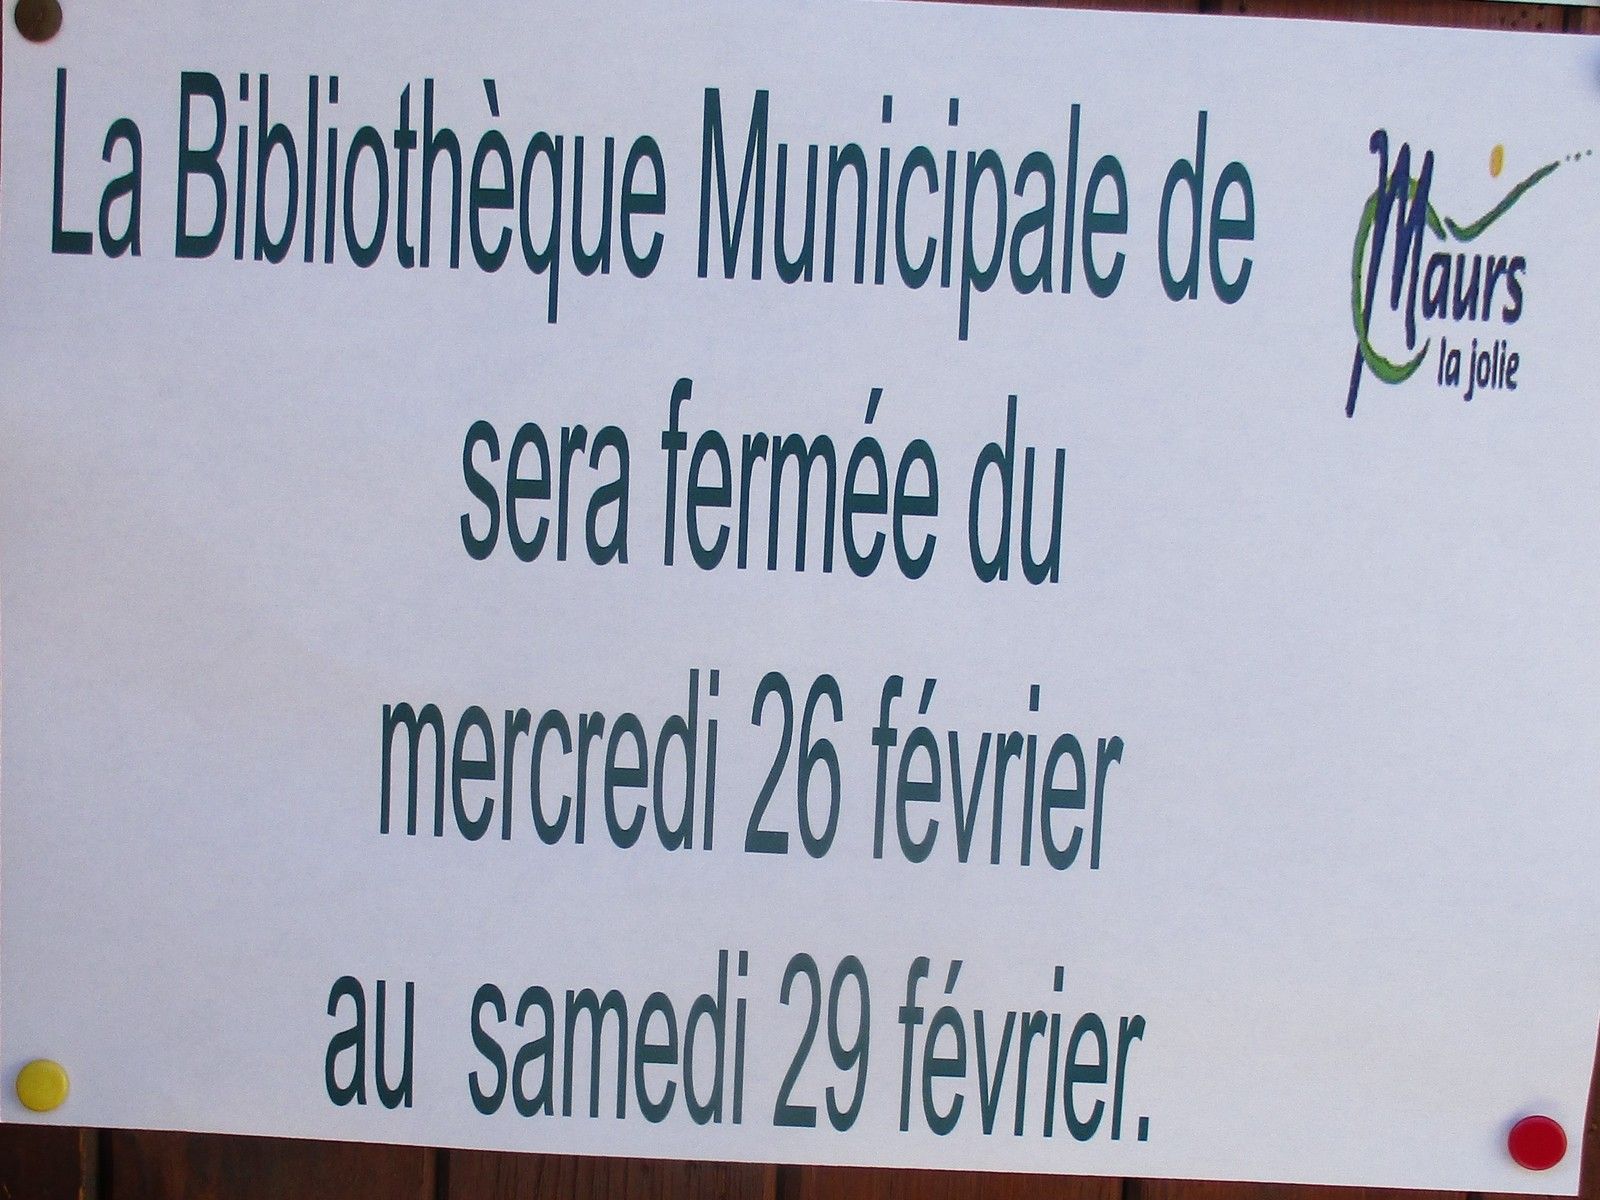 La Bibliothèque Municipale de
Maurs
la jolie
sera fermée du
mercredi 26 février
au samedi 29 février.